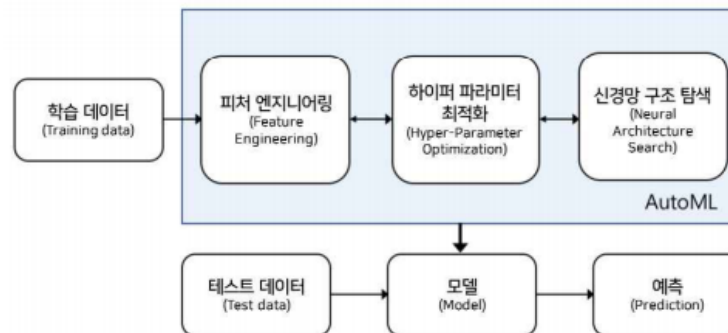 학습 데이터
(Training data)
피처 엔지니어링
(Feature
Engineering)
하이퍼 파라미터
최적화
(Hyper-Parameter
Optimization)
신경망 구조 탐색
(Neural
Architecture
Search)
AutoML
테스트 데이터
(Test data)
모델
(Model)
예측
(Prediction)